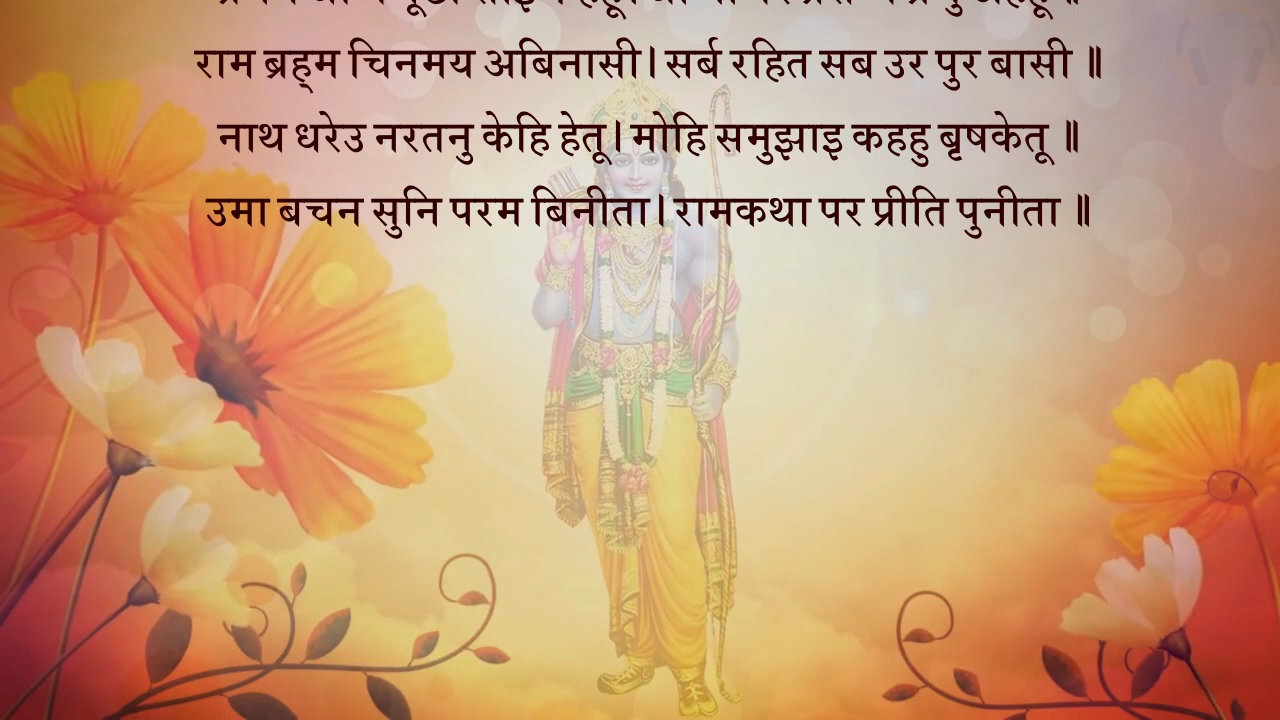 राम ब्रह्म चिनमय अबिनासी। सर्ब रहित सब उर पुर बासी ॥
नाथ धरेउ नरतनु केहि हेतू। मोहि समुझाइ कहहु बृषकेतू ॥
उमा बचन सुनि परम बिनीता। रामकथा पर प्रीति पुनीता ॥